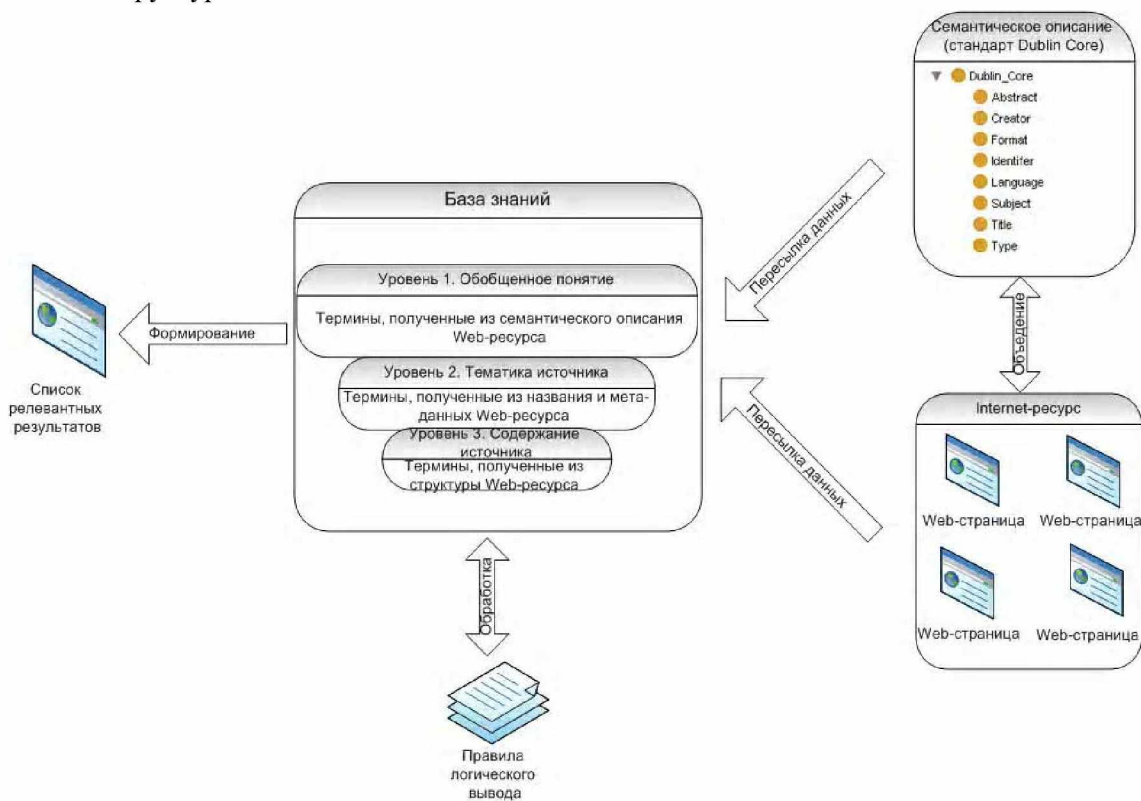 Семантическое описание
(стандарт Dublin Core)
Dublin_Core
Abstract
Creator
Format
Identifer
Language
Subject
Title
Type
Пересылка данных
База знаний
Уровень 1. Обобщенное понятие
Термины, полученные из семантического описания
Web-ресурса
Уровень 2. Тематика источника
Термины, полученные из названия и мета-
данных Web-ресурса
Уровень 3. Содержание
источника
Термины, полученные из
структуры Web-ресурса
Формирование
Список
релевантных
результатов
Объедение
Internet-ресурс
Web-страница
Web-страница
Web-страница
Web-страница
Пересылка данных
Обработка
Правила
логического
вывода